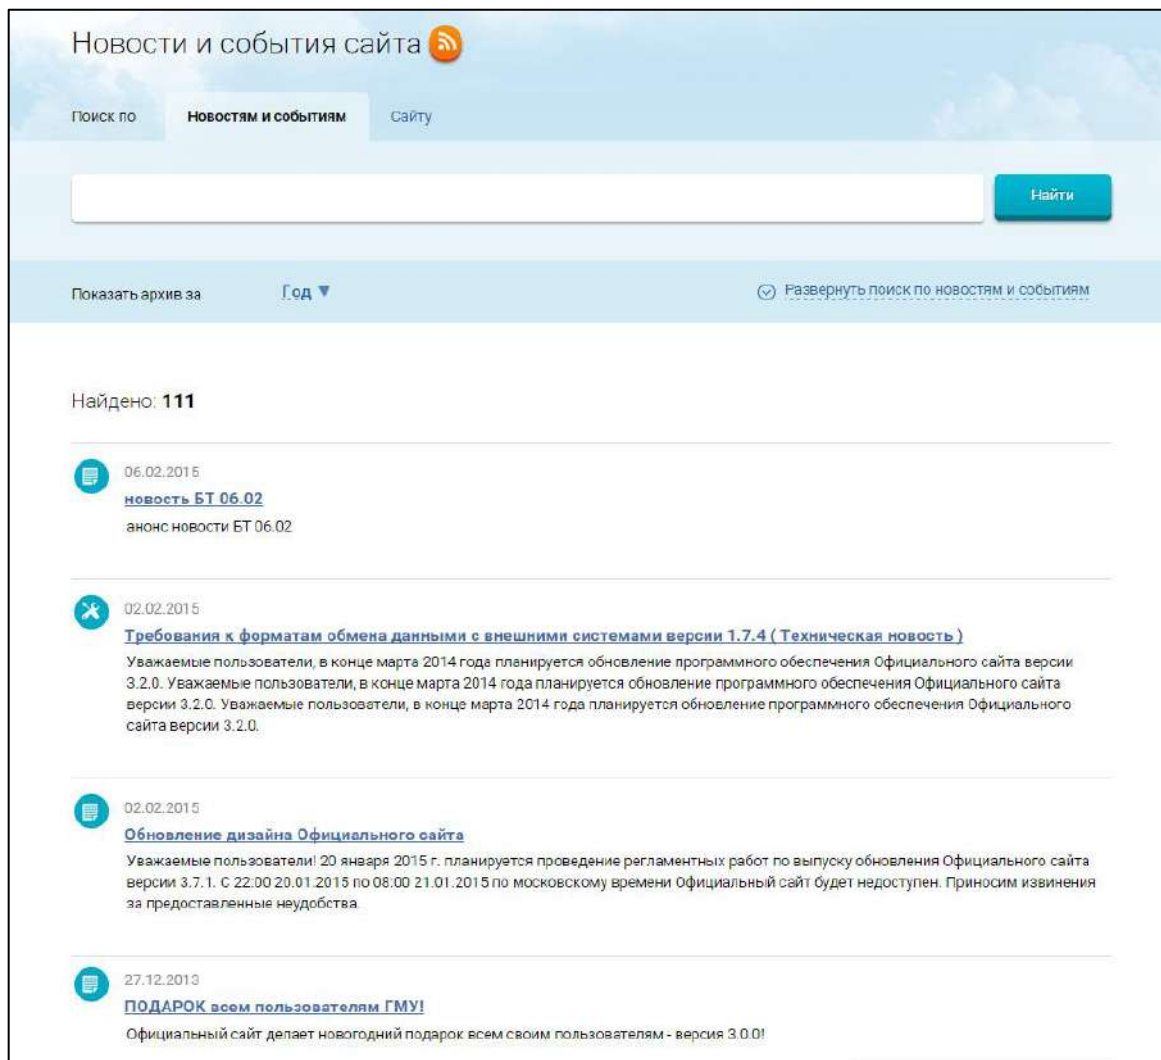 Новости и события сайта
Поиск по Новостям и событиям Сайту
Найти
Показать архив за Год ▼ Развернуть поиск по новостям и событиям
Найдено: 111
06.02.2015
новость БТ 06.02
анонс новости БТ 06.02
02.02.2015
Требования к форматам обмена данными с внешними системами версии 1.7.4 ( Техническая новость )
Уважаемые пользователи, в конце марта 2014 года планируется обновление программного обеспечения Официального сайта версии
3.2.0. Уважаемые пользователи, в конце марта 2014 года планируется обновление программного обеспечения Официального сайта
версии 3.2.0. Уважаемые пользователи, в конце марта 2014 года планируется обновление программного обеспечения Официального
сайта версии 3.2.0.
02.02.2015
Обновление дизайна Официального сайта
Уважаемые пользователи! 20 января 2015 г. планируется проведение регламентных работ по выпуску обновления Официального сайта
версии 3.7.1. С 22:00 20.01.2015 по 08:00 21.01.2015 по московскому времени Официальный сайт будет недоступен. Приносим извинения
за предоставленные неудобства.
27.12.2013
ПОДАРОК всем пользователям ГМУ!
Официальный сайт делает новогодний подарок всем своим пользователям - версия 3.0.0!